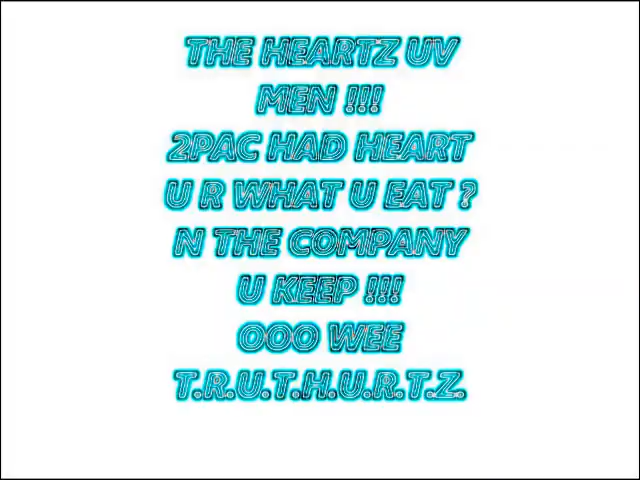 THE HEARTZ UV
MEN !!!
2PAC HAD HEART
U R WHAT U EAT ?
N THE COMPANY
U KEEP !!!
OOO WEE
T.R.U.T.H.U.R.T.Z.